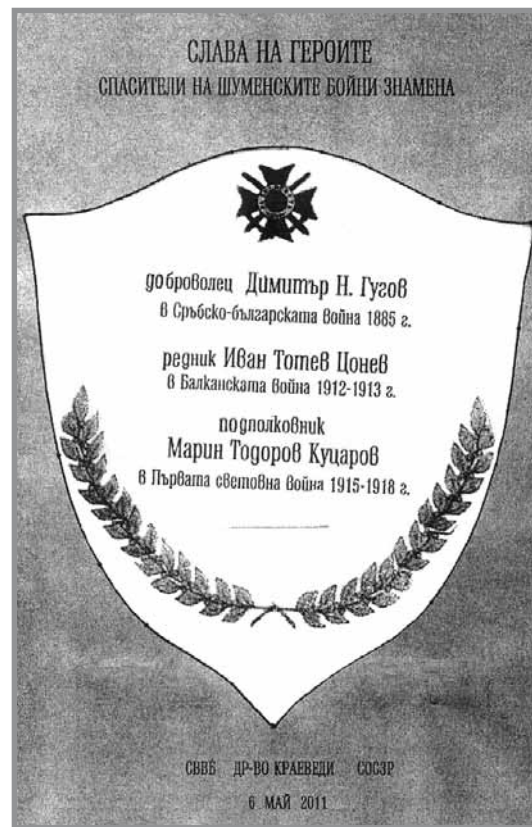 СЛАВА НА ГЕРОИТЕ
СПАСИТЕЛИ НА ШУМЕНСКИТЕ БОЙНИ ЗНАМЕНА
доброволец Димитър Н. Гугов
в Сръбско-българската война 1885 г.
редник Иван Тотев Цонев
в Балканската война 1912-1913 г.
подполковник
Марин Тодоров Куцаров
в Първата световна война 1915-1918 г.
СВВБ ДР-ВО КРАЕВЕДИ СОСЗР
6 МАЙ 2011